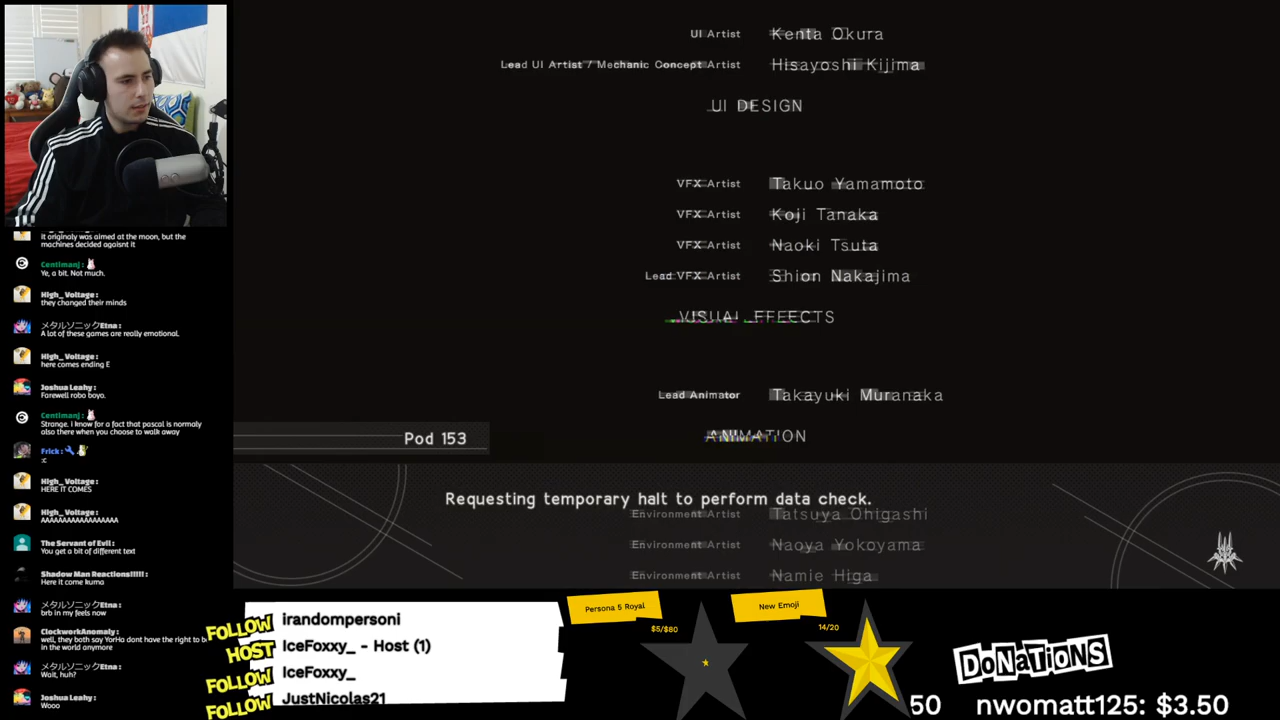 UI Artist Kenta Okura
Lead UI Artist / Mechanic Concept Artist Hisayoshi Kijima
UI DESIGN
VFX Artist Takuo Yamamoto
VFX Artist Koji Tanaka
VFX Artist Naoki Tsuta
Lead VFX Artist Shion Nakajima
VISUAL EFFECTS
Lead Animator Takayuki Muranaka
ANIMATION
Pod 153
Requesting temporary halt to perform data check.
Environment Artist Tatsuya Ohigashi
Environment Artist Naoya Yokoyama
Environment Artist Namie Higa
it originaly was aimed at the moon, but the
machines decided agaisnt it
Centimanj :
Ye, a bit. Not much.
High_Voltage :
they changed their minds
メタルソニックEtna :
A lot of these games are really emotional.
High_Voltage :
here comes ending E
Joshua Leahy :
Farewell robo boyo.
Centimanj :
Strange. i know for a fact that pascal is normaly
also there when you choose to walk away
Frick :
:c
High_Voltage :
HERE IT COMES
High_Voltage :
AAAAAAAAAAAAAAAAAA
The Servant of Evil :
You get a bit of different text
Shadow Man Reactions!!!!! :
Here it come kuma
メタルソニックEtna :
brb in my feels now
ClockworkAnomaly :
well, they both say YorHa dont have the right to be
in the world anymore
メタルソニックEtna :
Wait, huh?
Joshua Leahy :
Wooo
FOLLOW irandompersoni
HOST IceFoxxy_ - Host (1)
FOLLOW IceFoxxy_
FOLLOW JustNicolas21
Persona 5 Royal
$5/$80
New Emoji
14/20
DONATIONS
50 nwomatt125: $3.50